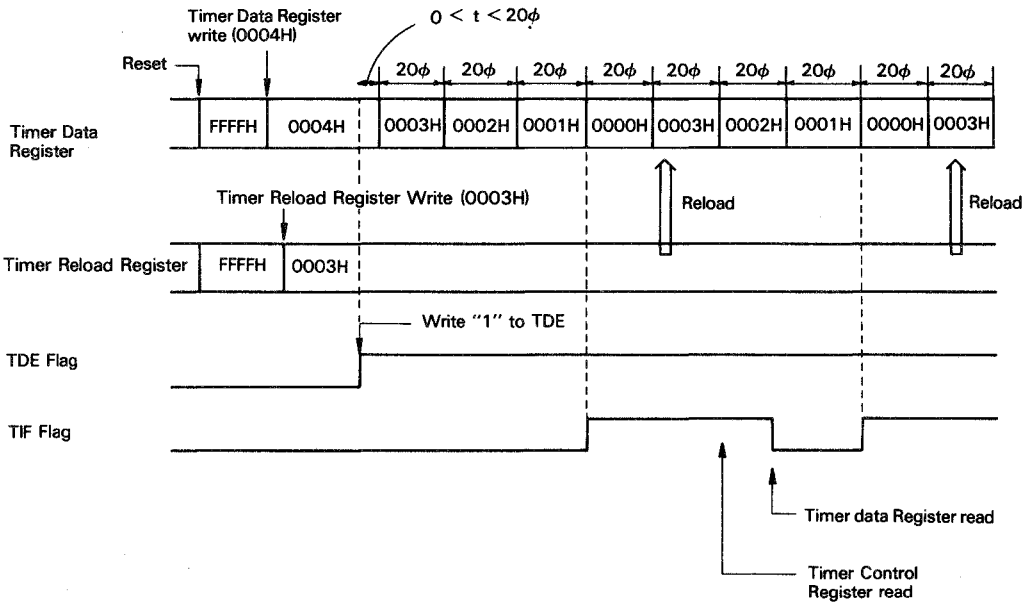 Timer Data Register
write (0004H)
0 < t < 20ϕ
Reset
20ϕ 20ϕ 20ϕ 20ϕ 20ϕ 20ϕ 20ϕ 20ϕ
Timer Data
Register
FFFFH 0004H 0003H 0002H 0001H 0000H 0003H 0002H 0001H 0000H 0003H
Reload Reload
Timer Reload Register Write (0003H)
Timer Reload Register FFFFH 0003H
Write "1" to TDE
TDE Flag
TIF Flag
Timer data Register read
Timer Control
Register read